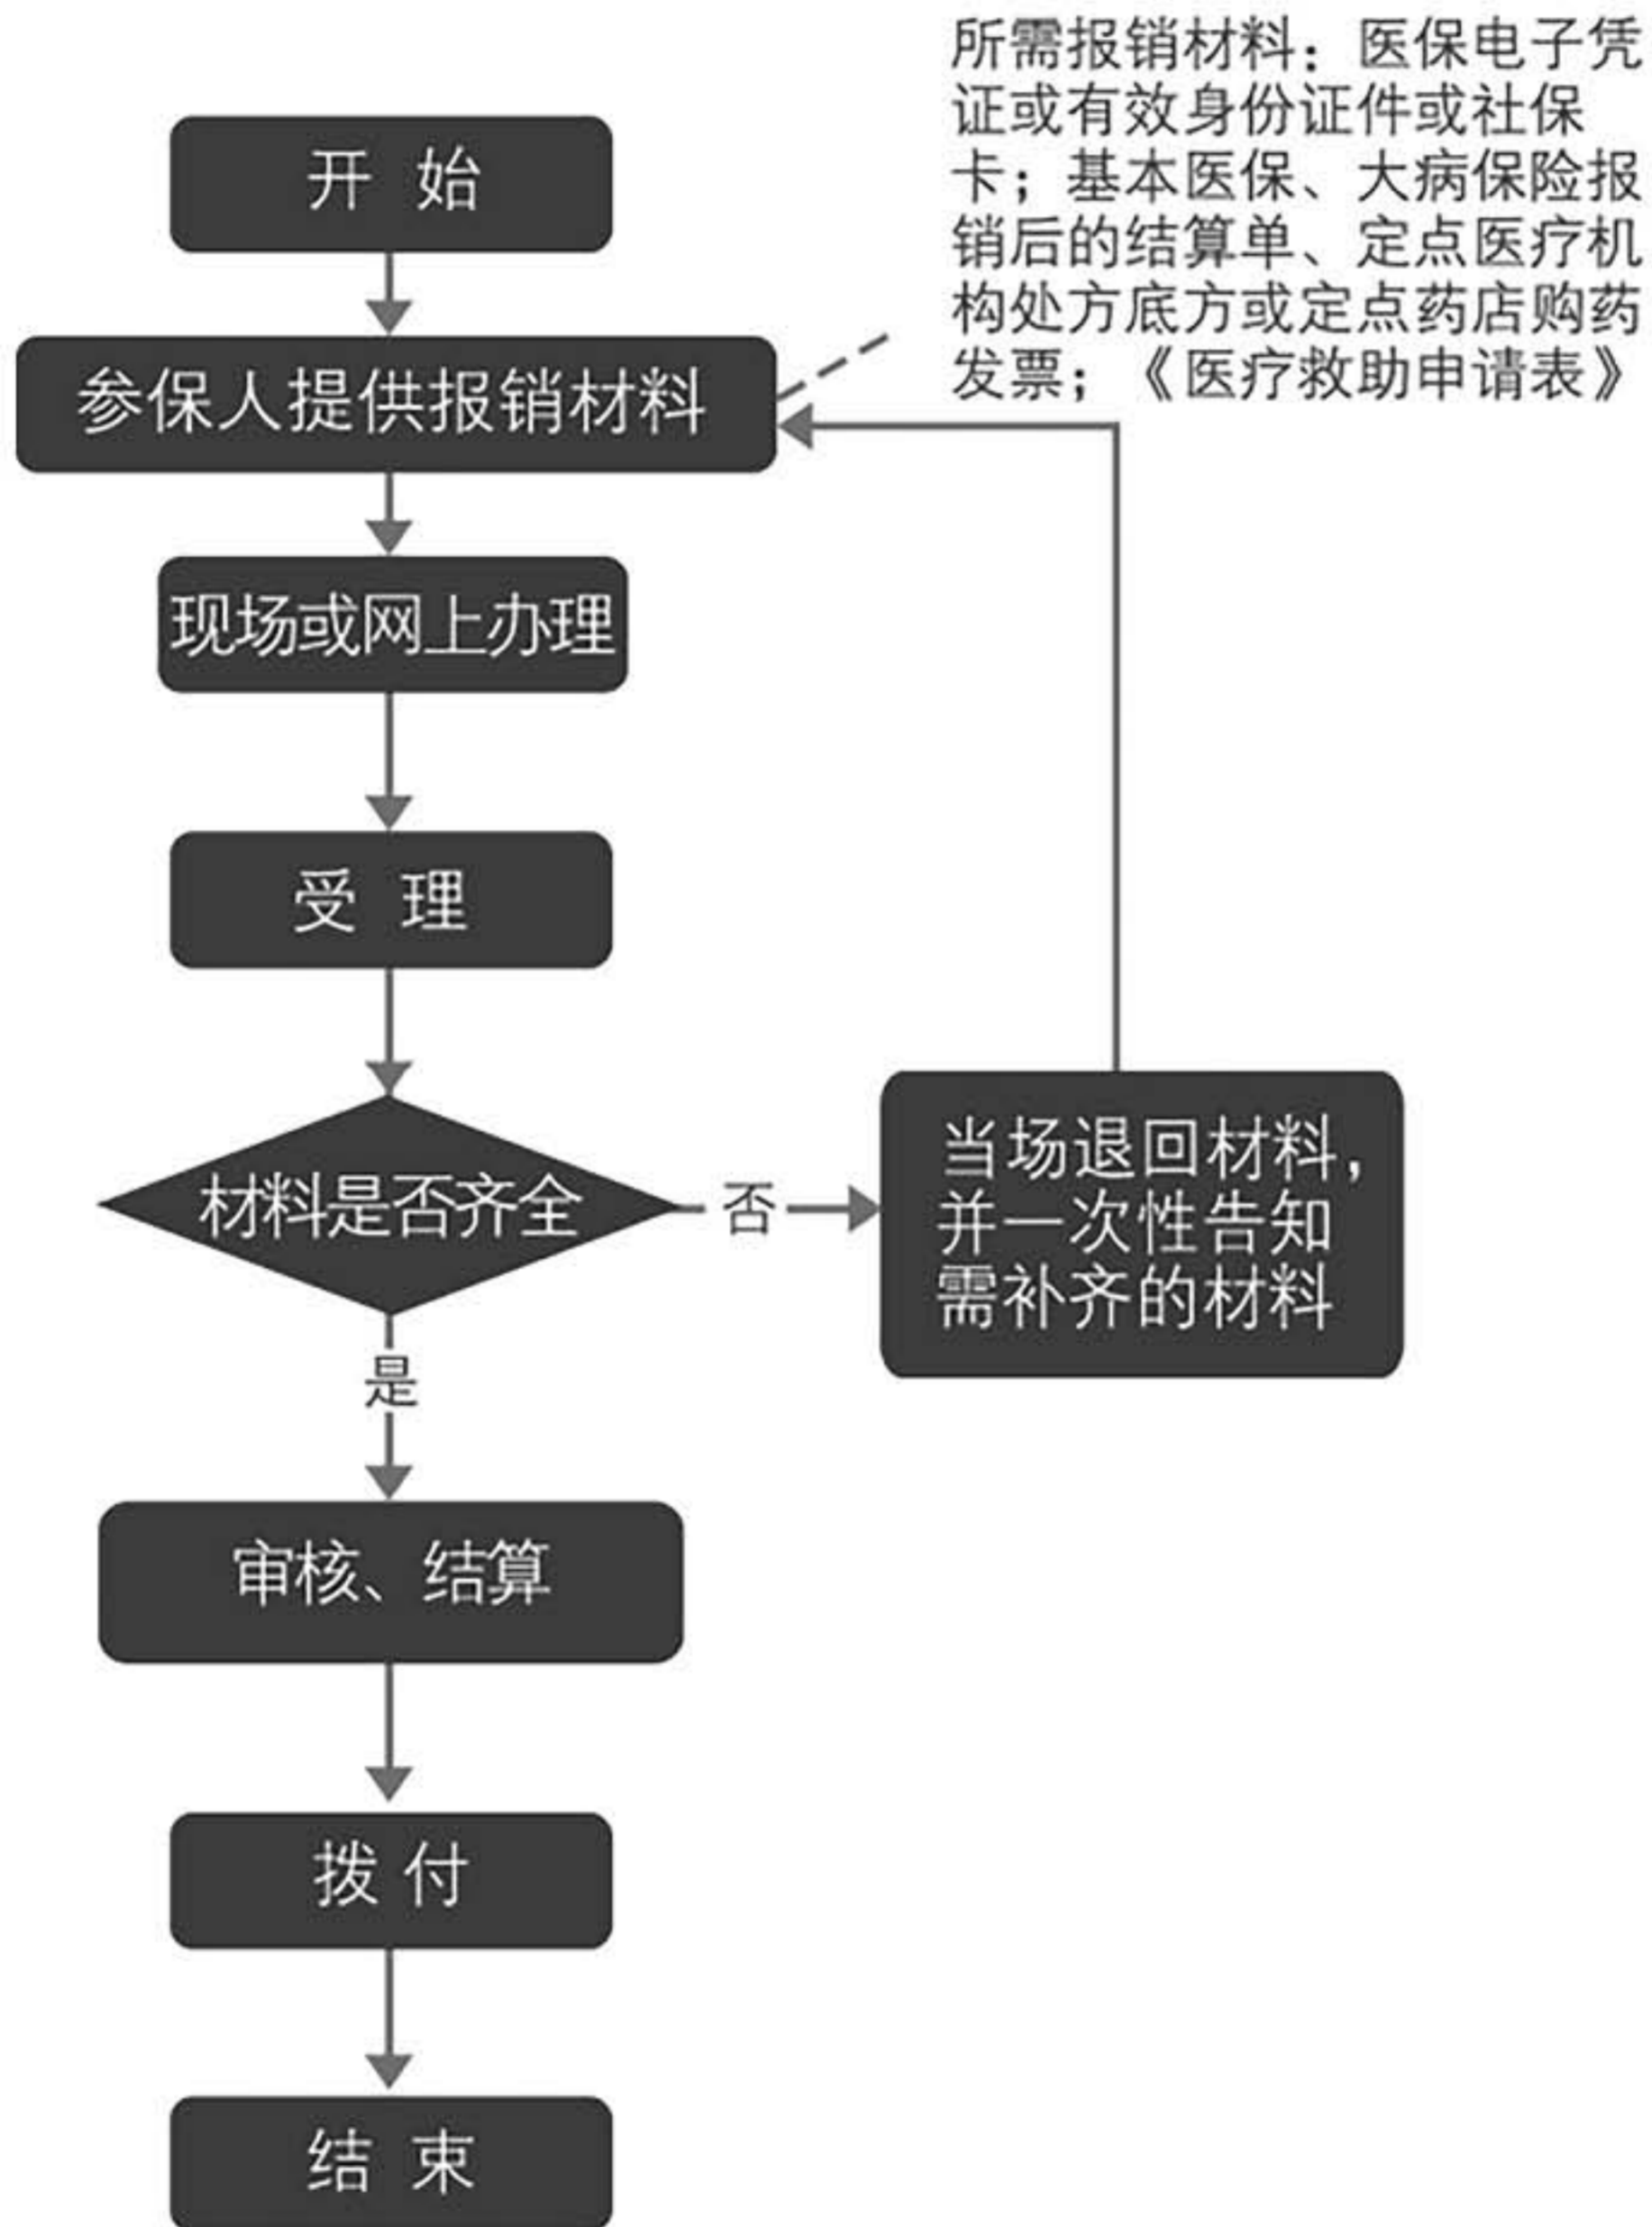 所需报销材料：医保电子凭
证或有效身份证件或社保
卡；基本医保、大病保险报
销后的结算单、定点医疗机
构处方底方或定点药店购药
发票；《医疗救助申请表》
开 始
参保人提供报销材料
现场或网上办理
受 理
材料是否齐全
否
当场退回材料，
并一次性告知
需补齐的材料
是
审核、结算
拨 付
结 束